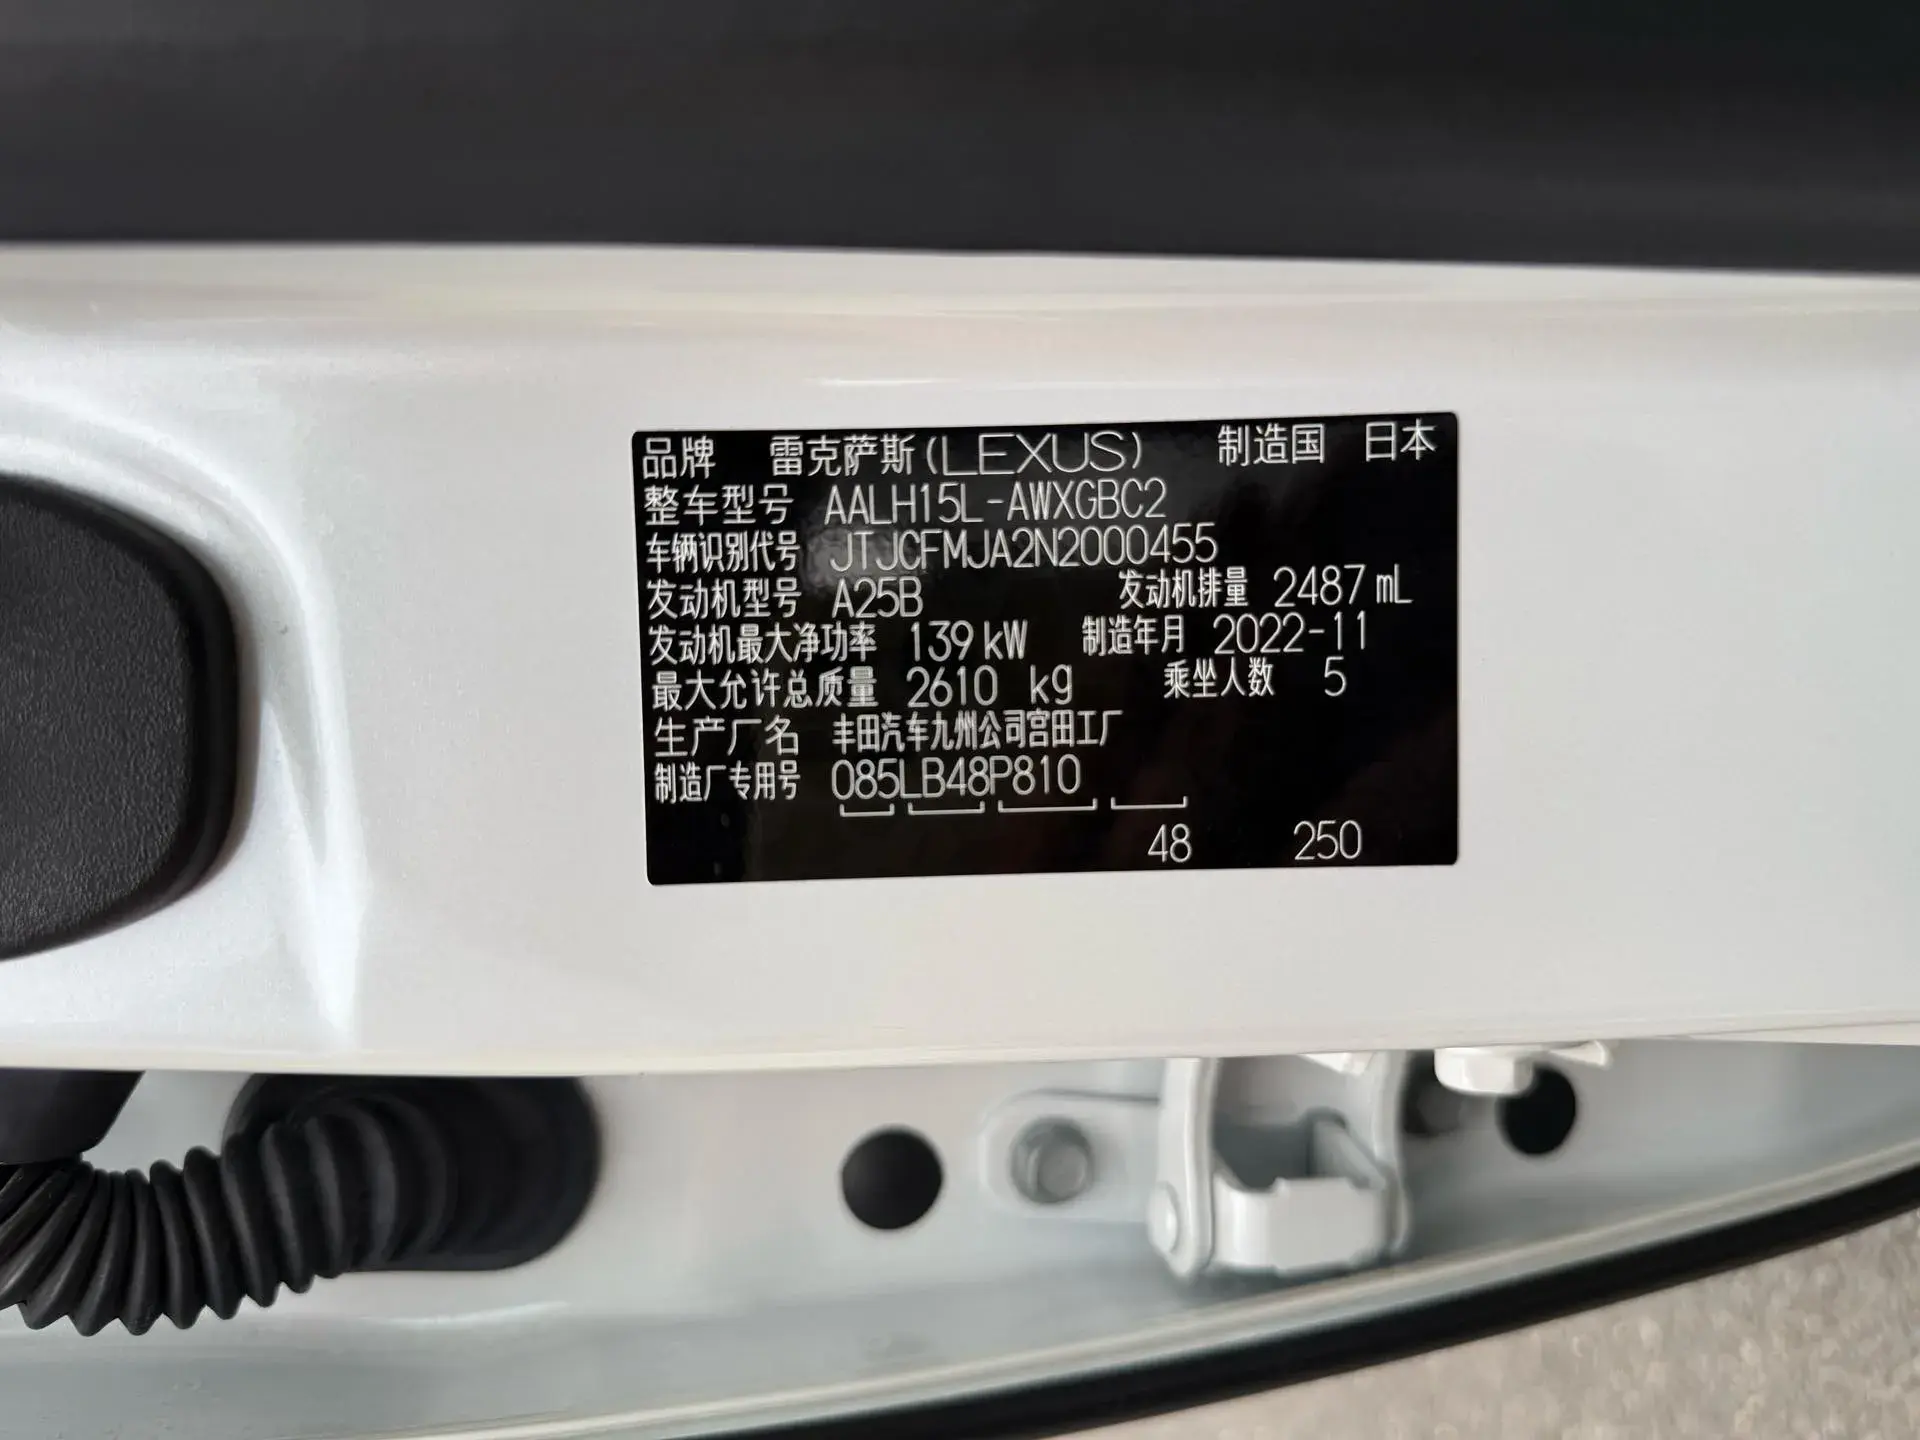 品牌 雷克萨斯(LEXUS) 制造国 日本
整车型号 AALH15L-AWXGBC2
车辆识别代号 JTJCFMJA2N2000455
发动机型号 A25B 发动机排量 2487 mL
发动机最大净功率 139 kW 制造年月 2022-11
最大允许总质量 2610 kg 乘坐人数 5
生产厂名 丰田汽车九州公司宫田工厂
制造厂专用号 085LB48P810
48 250